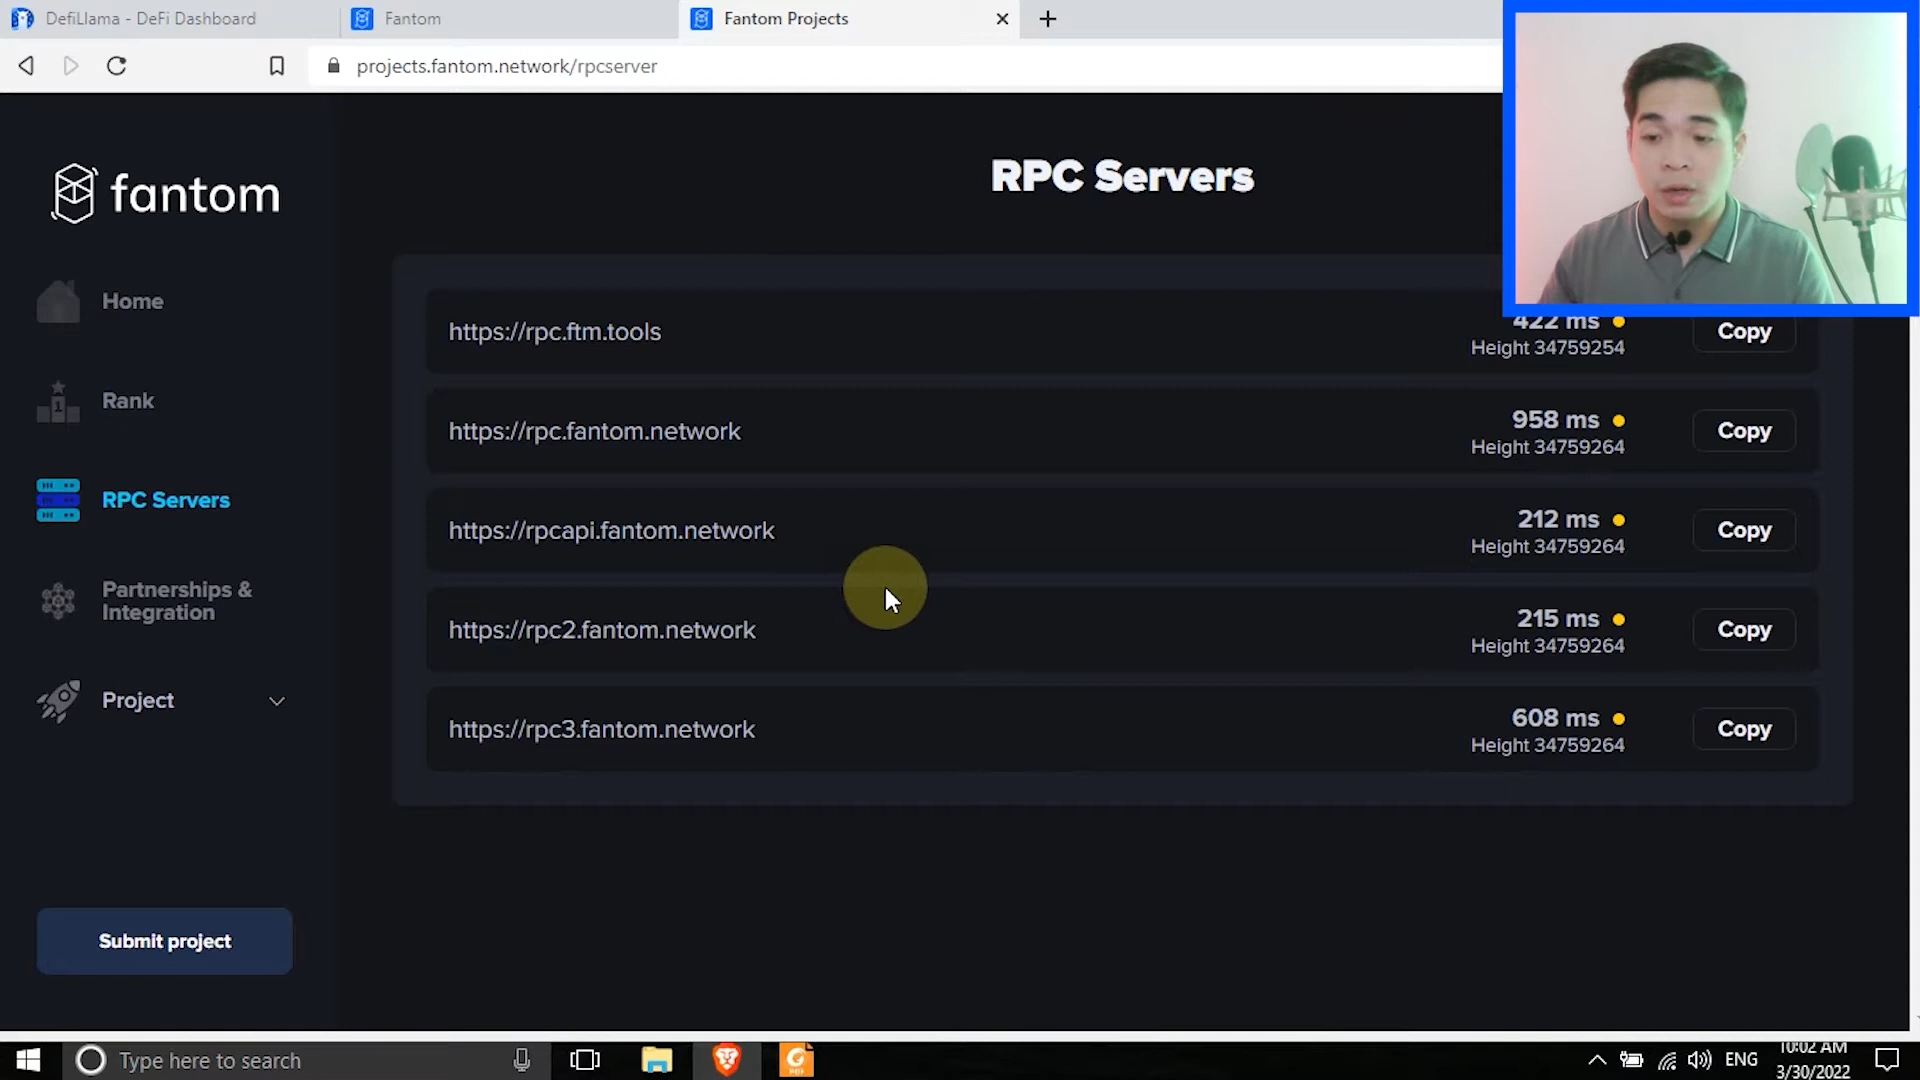 DefiLlama - DeFi Dashboard
Fantom
Fantom Projects
projects.fantom.network/rpcserver
fantom
Home
Rank
RPC Servers
Partnerships &
Integration
Project
Submit project
RPC Servers
https://rpc.ftm.tools
422 ms
Height 34759254
Copy
https://rpc.fantom.network
958 ms
Height 34759264
Copy
https://rpcapi.fantom.network
212 ms
Height 34759264
Copy
https://rpc2.fantom.network
215 ms
Height 34759264
Copy
https://rpc3.fantom.network
608 ms
Height 34759264
Copy
Type here to search
ENG
10:02 AM
3/30/2022